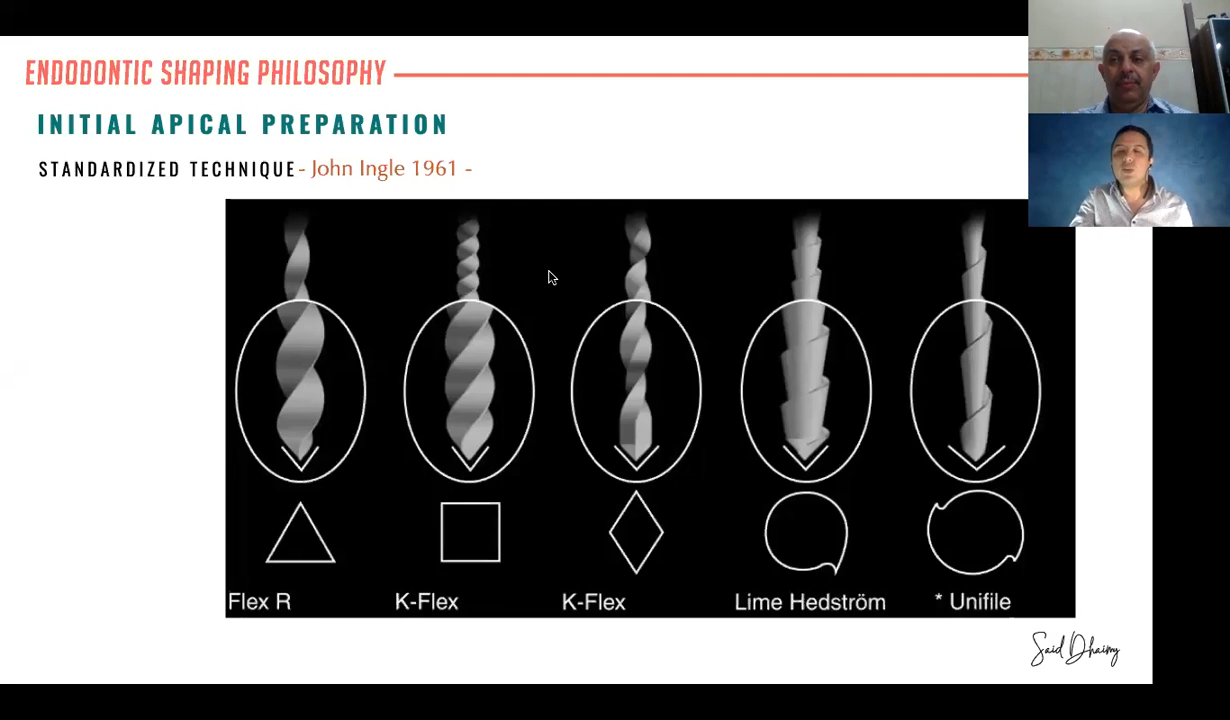 ENDODONTIC SHAPING PHILOSOPHY
INITIAL APICAL PREPARATION
STANDARDIZED TECHNIQUE - John Ingle 1961 -
Flex R K-Flex K-Flex Lime Hedström * Unifile
Said Dhaimy